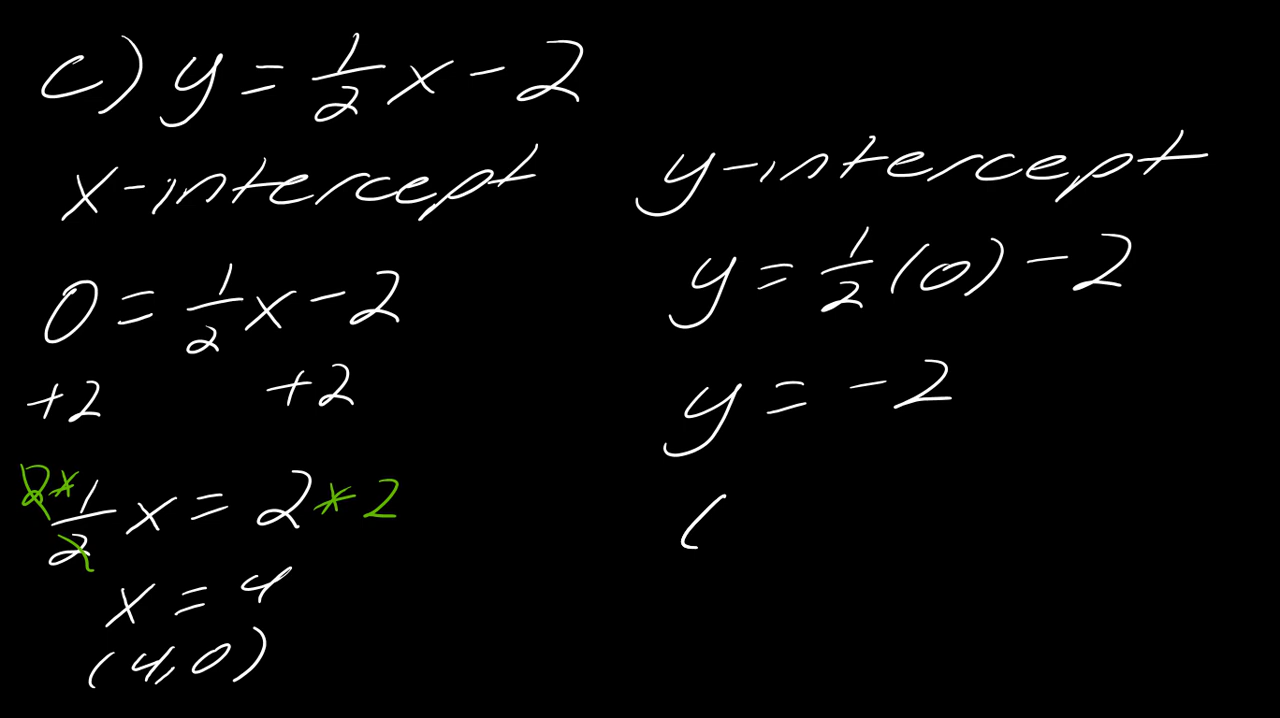 c) y = 1/2 x - 2
x-intercept
0 = 1/2 x - 2
+2 +2
2* 1/2 x = 2 * 2
x = 4
(4,0)
y-intercept
y = 1/2 (0) - 2
y = -2
(